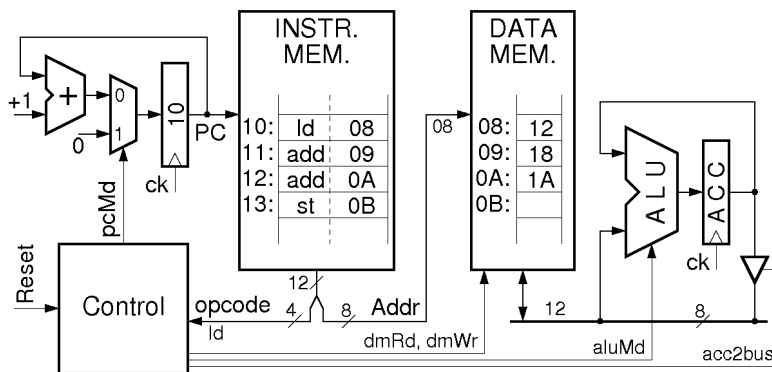 INSTR. MEM.
DATA MEM.
+
0
1
+1
0
10
PC
ck
pcMd
10: ld 08
11: add 09
12: add 0A
13: st 0B
08
08: 12
09: 18
0A: 1A
0B:
ALU
ACC
ck
Reset
Control
12
opcode
4
8
Addr
ld
12
8
dmRd, dmWr
aluMd
acc2bus